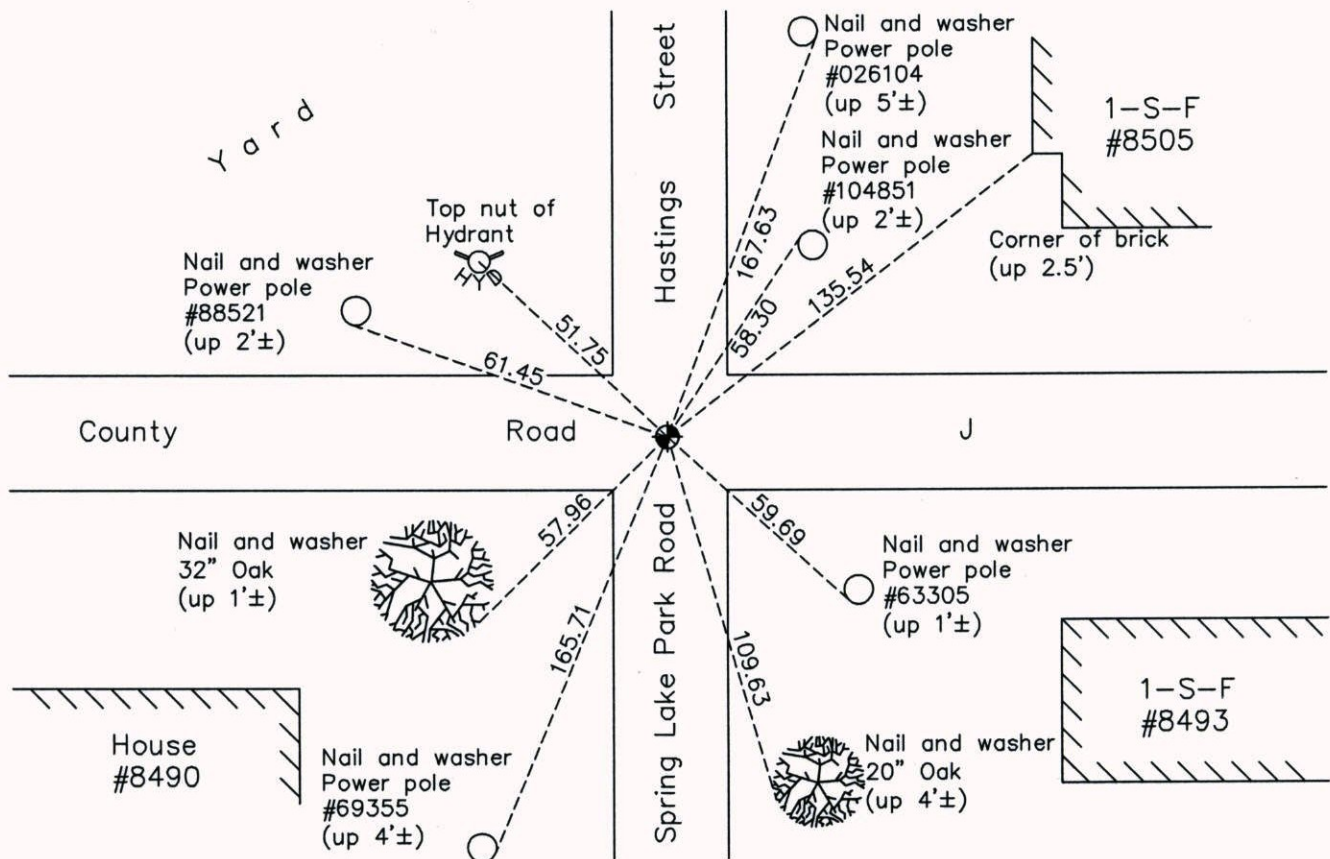 Nail and washer
Power pole
#026104
(up 5'±)
1-S-F
#8505
Hastings Street
Yard
Nail and washer
Power pole
#104851
(up 2'±)
Top nut of
Hydrant
HYD
Corner of brick
(up 2.5')
Nail and washer
Power pole
#88521
(up 2'±)
167.63
58.30
135.54
51.75
61.45
County Road J
57.96
59.69
165.71
109.63
Spring Lake Park Road
Nail and washer
32" Oak
(up 1'±)
Nail and washer
Power pole
#63305
(up 1'±)
1-S-F
#8493
House
#8490
Nail and washer
Power pole
#69355
(up 4'±)
Nail and washer
20" Oak
(up 4'±)